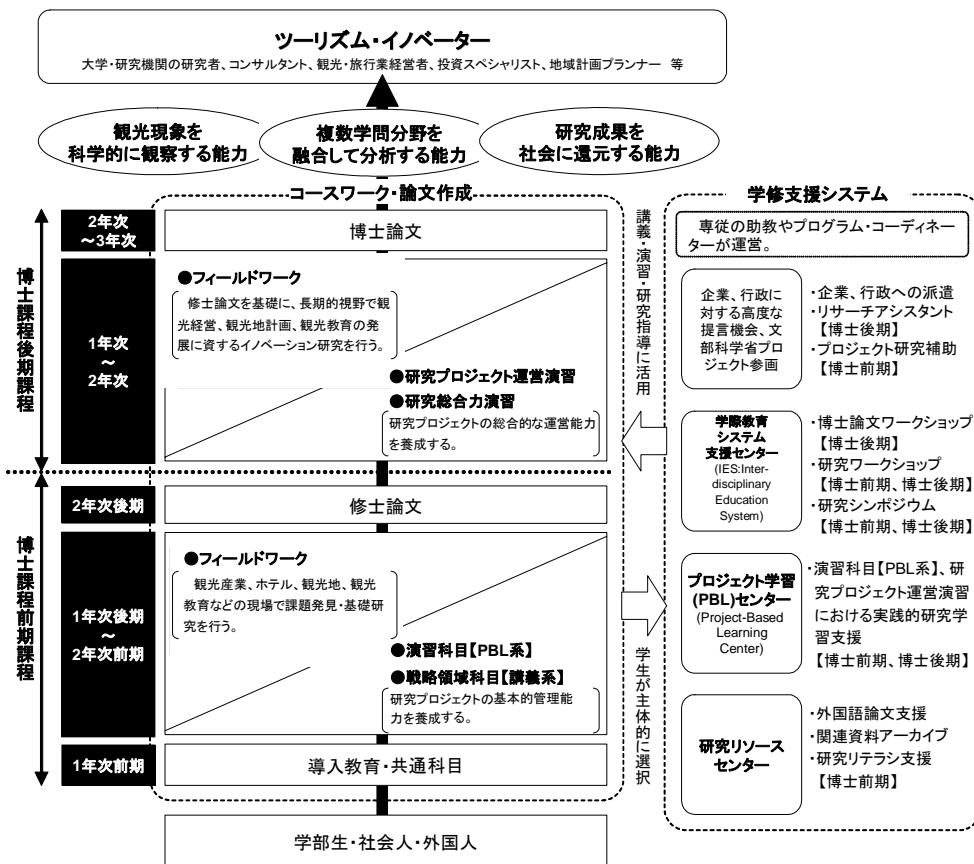 ツーリズム・イノベーター
大学・研究機関の研究者、コンサルタント、観光・旅行業経営者、投資スペシャリスト、地域計画プランナー 等
観光現象を
科学的に観察する能力
複数学問分野を
融合して分析する能力
研究成果を
社会に還元する能力
コースワーク・論文作成
博士課程後期課程
2年次
～3年次
博士論文
1年次
～
2年次
●フィールドワーク
修士論文を基礎に、長期的視野で観
光経営、観光地計画、観光教育の発
展に資するイノベーション研究を行う。
●研究プロジェクト運営演習
●研究総合力演習
研究プロジェクトの総合的な運営能力
を養成する。
博士課程前期課程
2年次後期
修士論文
1年次後期
～
2年次前期
●フィールドワーク
観光産業、ホテル、観光地、観光
教育などの現場で課題発見・基礎研
究を行う。
●演習科目【PBL系】
●戦略領域科目【講義系】
研究プロジェクトの基本的管理能
力を養成する。
1年次前期
導入教育・共通科目
学部生・社会人・外国人
講義・演習・研究指導に活用
学生が主体的に選択
学修支援システム
専従の助教やプログラム・コーディネー
ターが運営。
企業、行政に
対する高度な
提言機会、文
部科学省プロ
ジェクト参画
・企業、行政への派遣
・リサーチアシスタント
【博士後期】
・プロジェクト研究補助
【博士前期】
学際教育
システム
支援センター
(IES:Inter-
disciplinary
Education
System)
・博士論文ワークショップ
【博士後期】
・研究ワークショップ
【博士前期、博士後期】
・研究シンポジウム
【博士前期、博士後期】
プロジェクト学習
(PBL)センター
(Project-Based
Learning
Center)
・演習科目【PBL系】、研
究プロジェクト運営演習
における実践的研究学
習支援
【博士前期、博士後期】
研究リソース
センター
・外国語論文支援
・関連資料アーカイブ
・研究リテラシ支援
【博士前期】